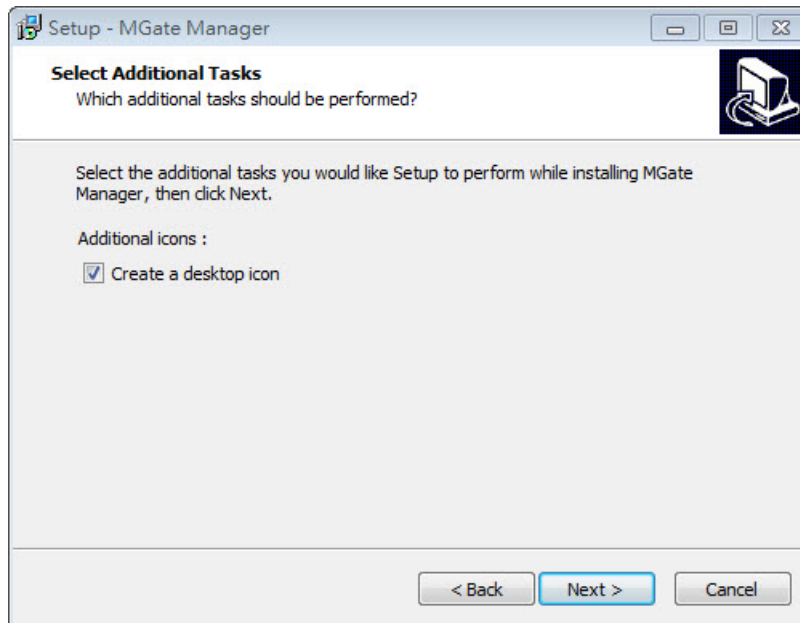 Setup - MGate Manager
Select Additional Tasks
Which additional tasks should be performed?
Select the additional tasks you would like Setup to perform while installing MGate
Manager, then click Next.
Additional icons :
Create a desktop icon
< Back
Next >
Cancel